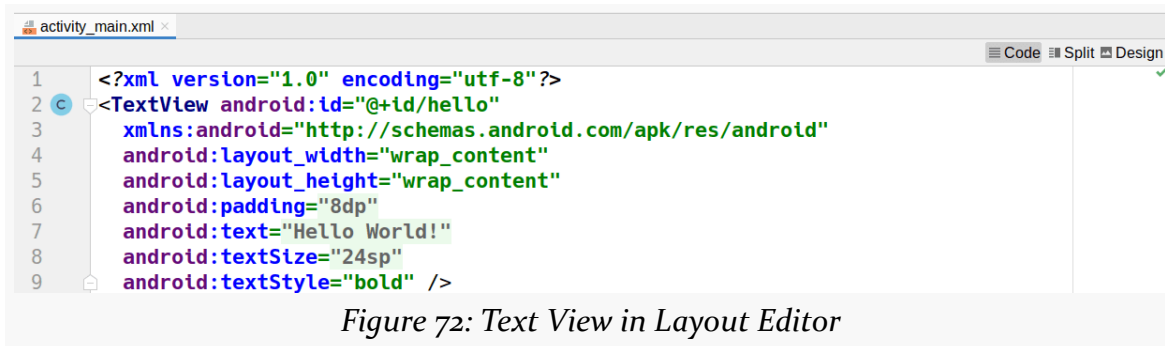 activity_main.xml
Code Split Design
1 <?xml version="1.0" encoding="utf-8"?>
2 C <TextView android:id="@+id/hello"
3 xmlns:android="http://schemas.android.com/apk/res/android"
4 android:layout_width="wrap_content"
5 android:layout_height="wrap_content"
6 android:padding="8dp"
7 android:text="Hello World!"
8 android:textSize="24sp"
9 android:textStyle="bold" />
Figure 72: Text View in Layout Editor